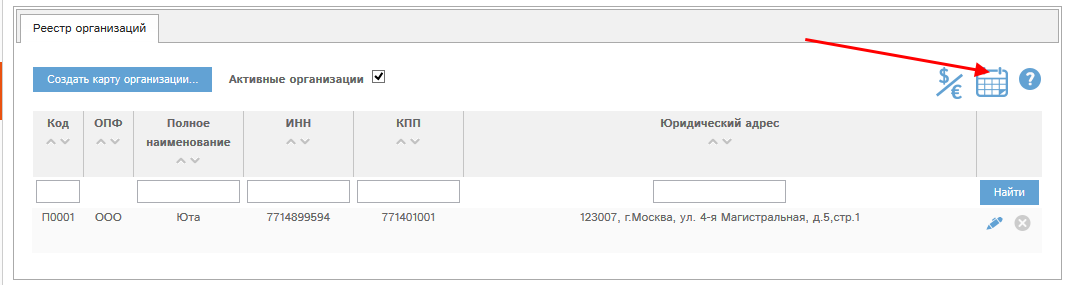 Реестр организаций
Создать карту организации...
Активные организации
$/€
?
Код ОПФ Полное наименование ИНН КПП Юридический адрес
Найти
П0001 ООО Юта 7714899594 771401001 123007, г.Москва, ул. 4-я Магистральная, д.5,стр.1